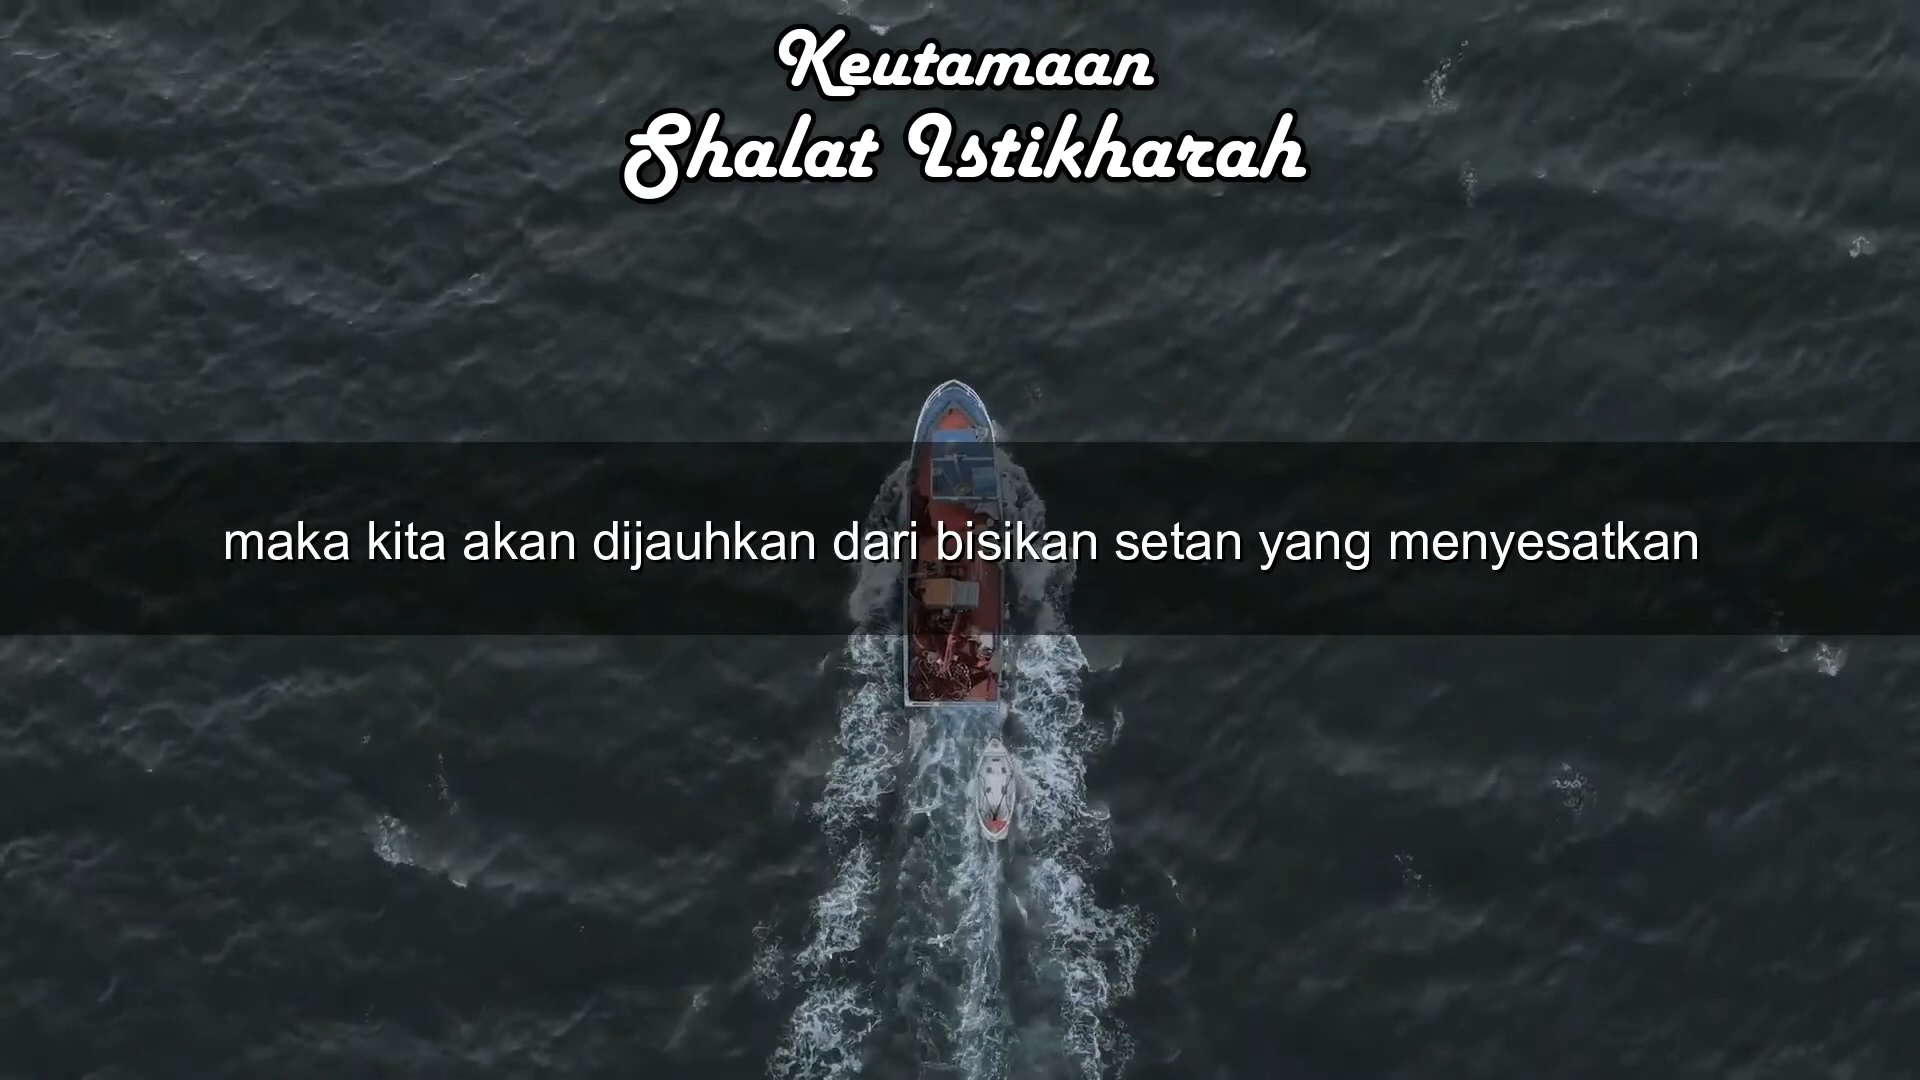 Keutamaan
Shalat Istikharah
maka kita akan dijauhkan dari bisikan setan yang menyesatkan